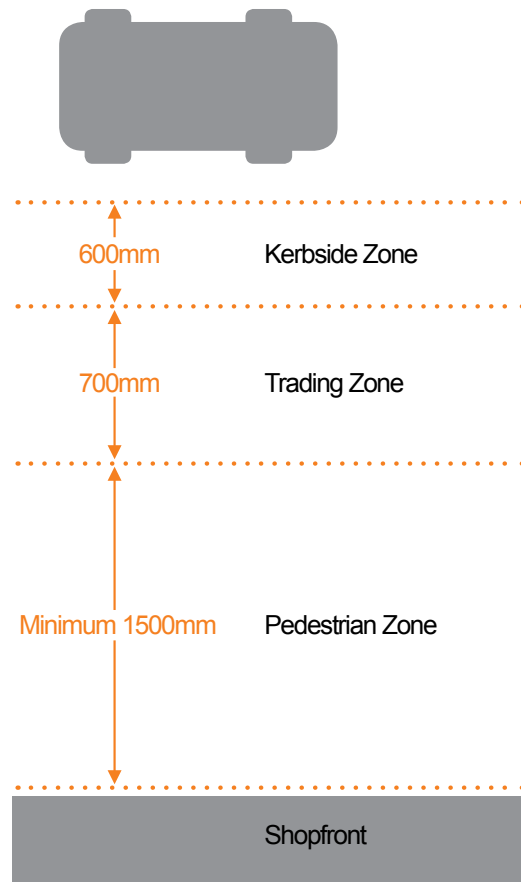 600mm Kerbside Zone
700mm Trading Zone
Minimum 1500mm Pedestrian Zone
Shopfront